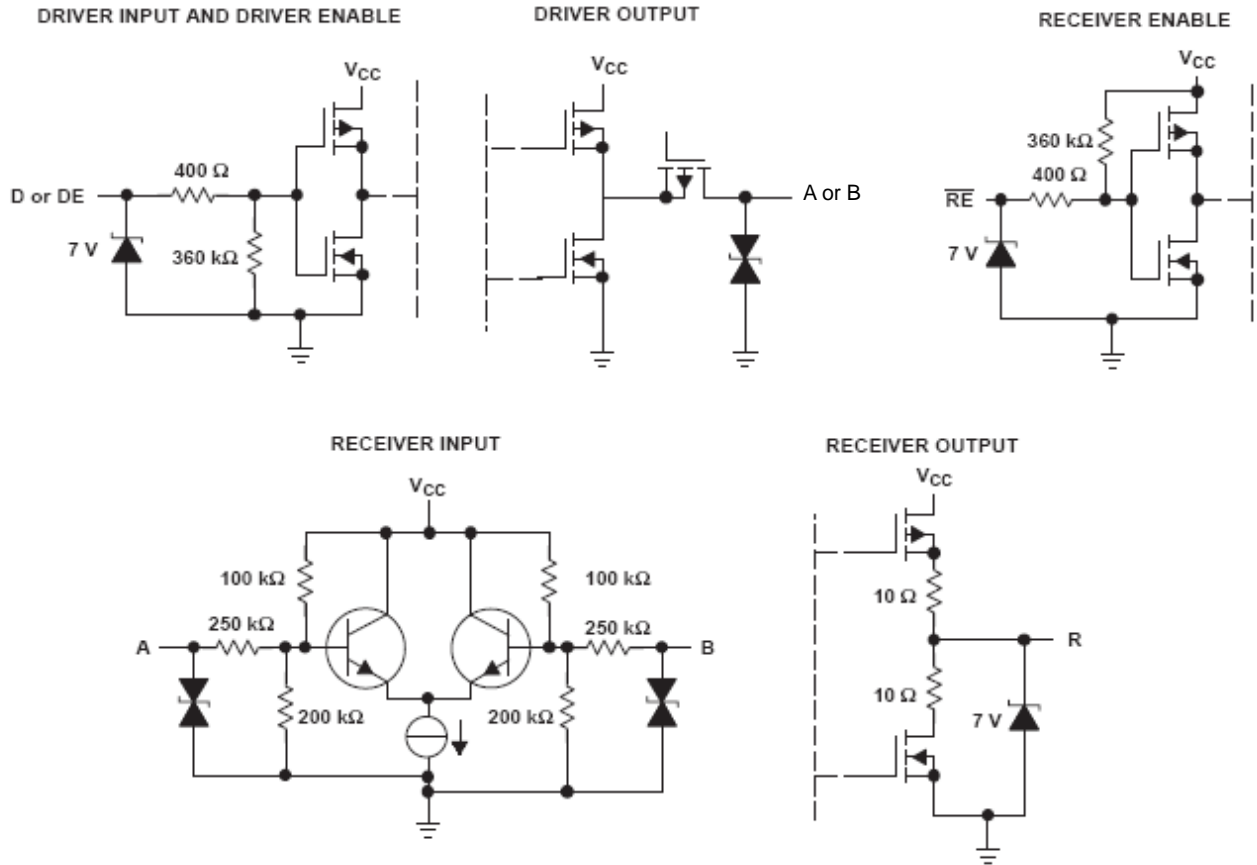 DRIVER INPUT AND DRIVER ENABLE
VCC
400 Ω
D or DE
7 V
360 kΩ
DRIVER OUTPUT
VCC
A or B
RECEIVER ENABLE
VCC
360 kΩ
400 Ω
RE
7 V
RECEIVER INPUT
VCC
100 kΩ
100 kΩ
250 kΩ
250 kΩ
A
B
200 kΩ
200 kΩ
RECEIVER OUTPUT
VCC
10 Ω
R
10 Ω
7 V